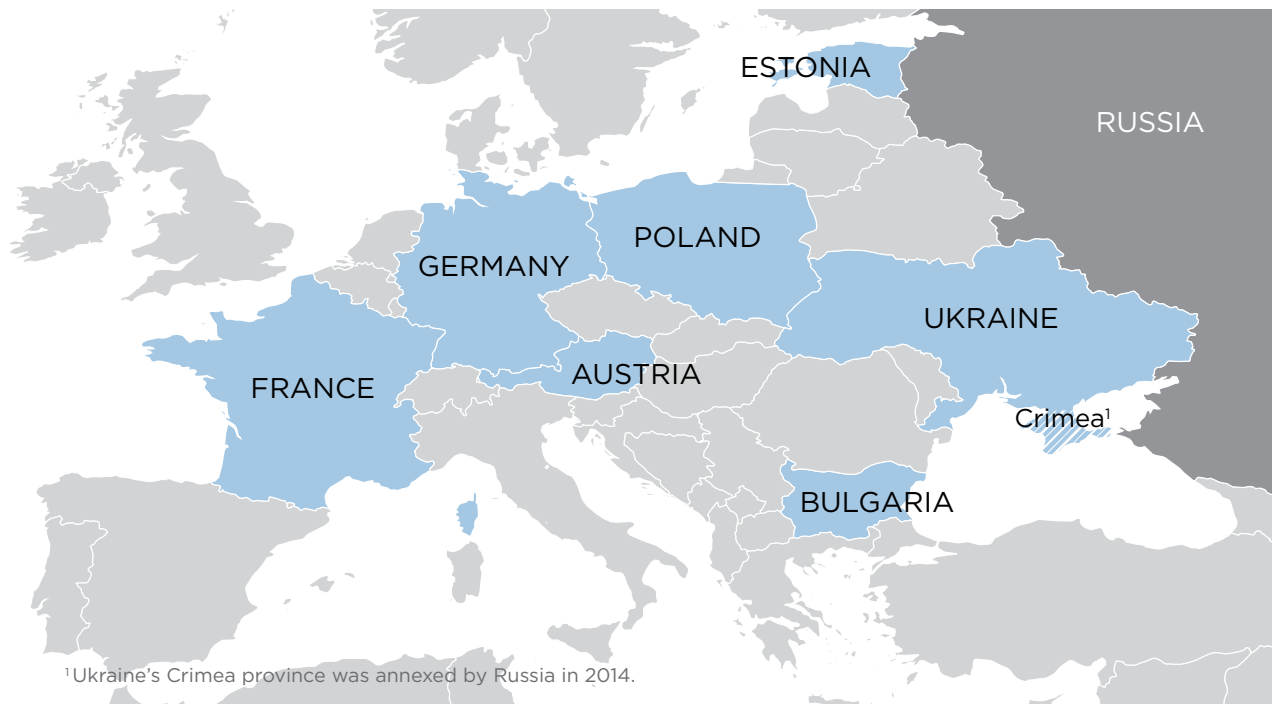 ESTONIA
RUSSIA
POLAND
GERMANY
UKRAINE
FRANCE
AUSTRIA
Crimea¹
BULGARIA
¹Ukraine’s Crimea province was annexed by Russia in 2014.